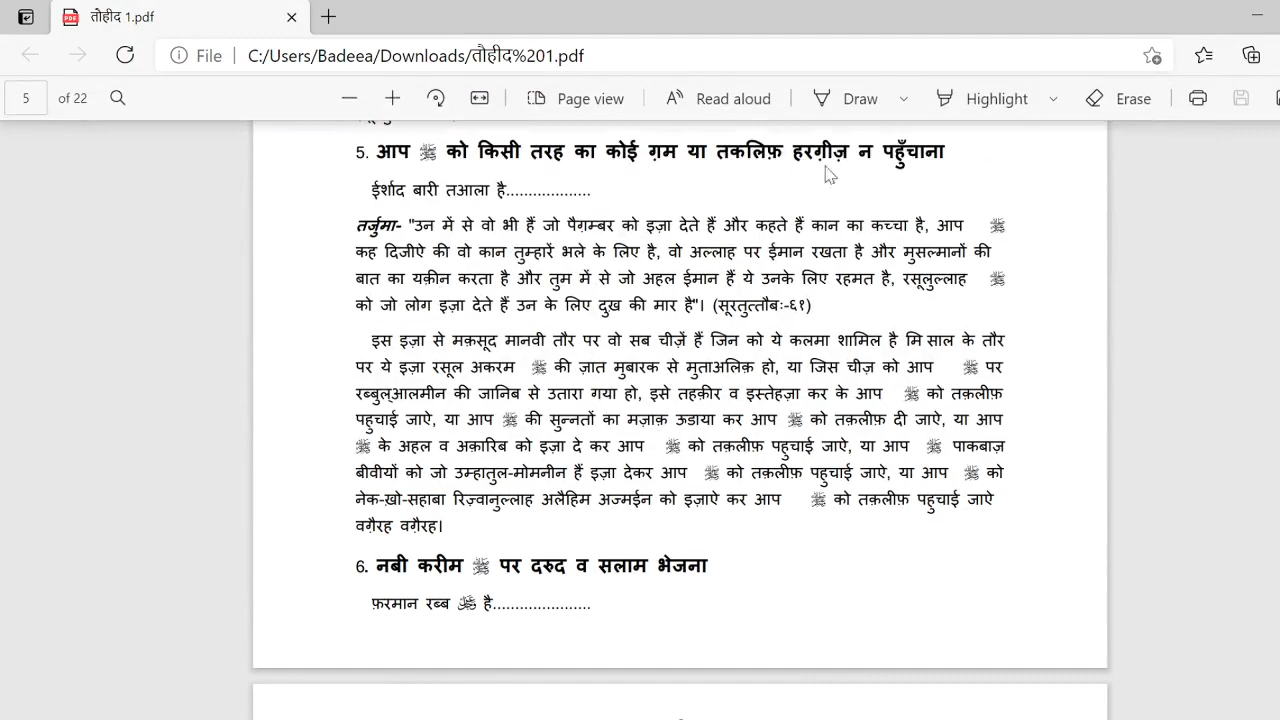 तौहीद 1.pdf
File C:/Users/Badeea/Downloads/तौहीद%201.pdf
5 of 22 Page view Read aloud Draw Highlight Erase
5. आप ﷺ को किसी तरह का कोई ग़म या तकलिफ़ हरग़ीज़ न पहुँचाना
ईर्शाद बारी तआला है...................
तर्जुमा- "उन में से वो भी हैं जो पैग़म्बर को इज़ा देते हैं और कहते हैं कान का कच्चा है, आप ﷺ
कह दिजीऐ की वो कान तुम्हारें भले के लिए है, वो अल्लाह पर ईमान रखता है और मुसल्मानों की
बात का यक़ीन करता है और तुम में से जो अहल ईमान हैं ये उनके लिए रहमत है, रसूलुल्लाह ﷺ
को जो लोग इज़ा देते हैं उन के लिए दुख की मार है"। (सूरतुत्तौबः-६१)
इस इज़ा से मक़सूद मानवी तौर पर वो सब चीज़ें हैं जिन को ये कलमा शामिल है मि साल के तौर
पर ये इज़ा रसूल अकरम ﷺ की ज़ात मुबारक से मुताअलिक़ हो, या जिस चीज़ को आप ﷺ पर
रब्बुल्आलमीन की जानिब से उतारा गया हो, इसे तहक़ीर व इस्तेहज़ा कर के आप ﷺ को तक़लीफ़
पहुचाई जाऐ, या आप ﷺ की सुन्नतों का मज़ाक़ ऊडाया कर आप ﷺ को तक़लीफ़ दी जाऐ, या आप
ﷺ के अहल व अक़ारिब को इज़ा दे कर आप ﷺ को तक़लीफ़ पहुचाई जाऐ, या आप ﷺ पाकबाज़
बीवीयों को जो उम्हातुल-मोमनीन हैं इज़ा देकर आप ﷺ को तक़लीफ़ पहुचाई जाऐ, या आप ﷺ को
नेक-ख़ो-सहाबा रिज़्वानुल्लाह अलैहिम अज्मईन को इज़ाऐ कर आप ﷺ को तक़लीफ़ पहुचाई जाऐ
वग़ैरह वग़ैरह।
6. नबी करीम ﷺ पर दरुद व सलाम भेजना
फ़रमान रब्ब है......................